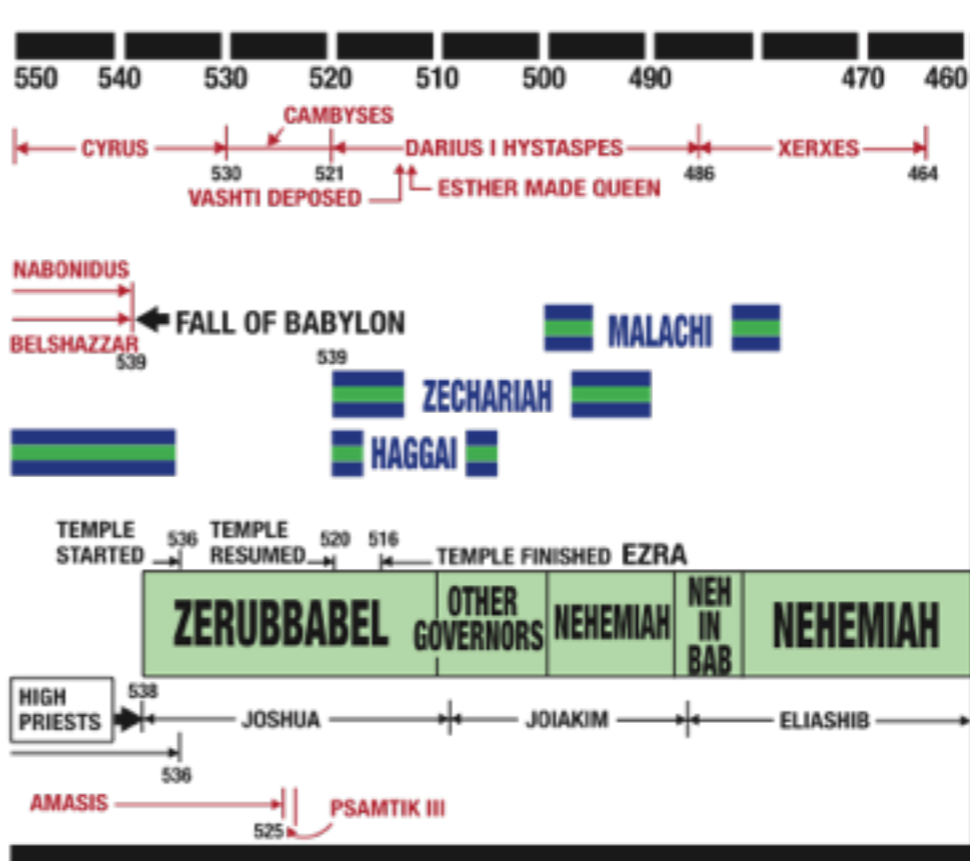 550 540 530 520 510 500 490 470 460
CAMBYSES
CYRUS DARIUS I HYSTASPES XERXES
530 521 486 464
VASHTI DEPOSED ESTHER MADE QUEEN
NABONIDUS
FALL OF BABYLON
MALACHI
BELSHAZZAR
539 539
ZECHARIAH
HAGGAI
TEMPLE STARTED
536
TEMPLE RESUMED
520 516
TEMPLE FINISHED EZRA
ZERUBBABEL
OTHER
GOVERNORS
NEHEMIAH
NEH
IN
BAB
NEHEMIAH
HIGH
PRIESTS
538
JOSHUA JOIAKIM ELIASHIB
536
AMASIS PSAMTIK III
525